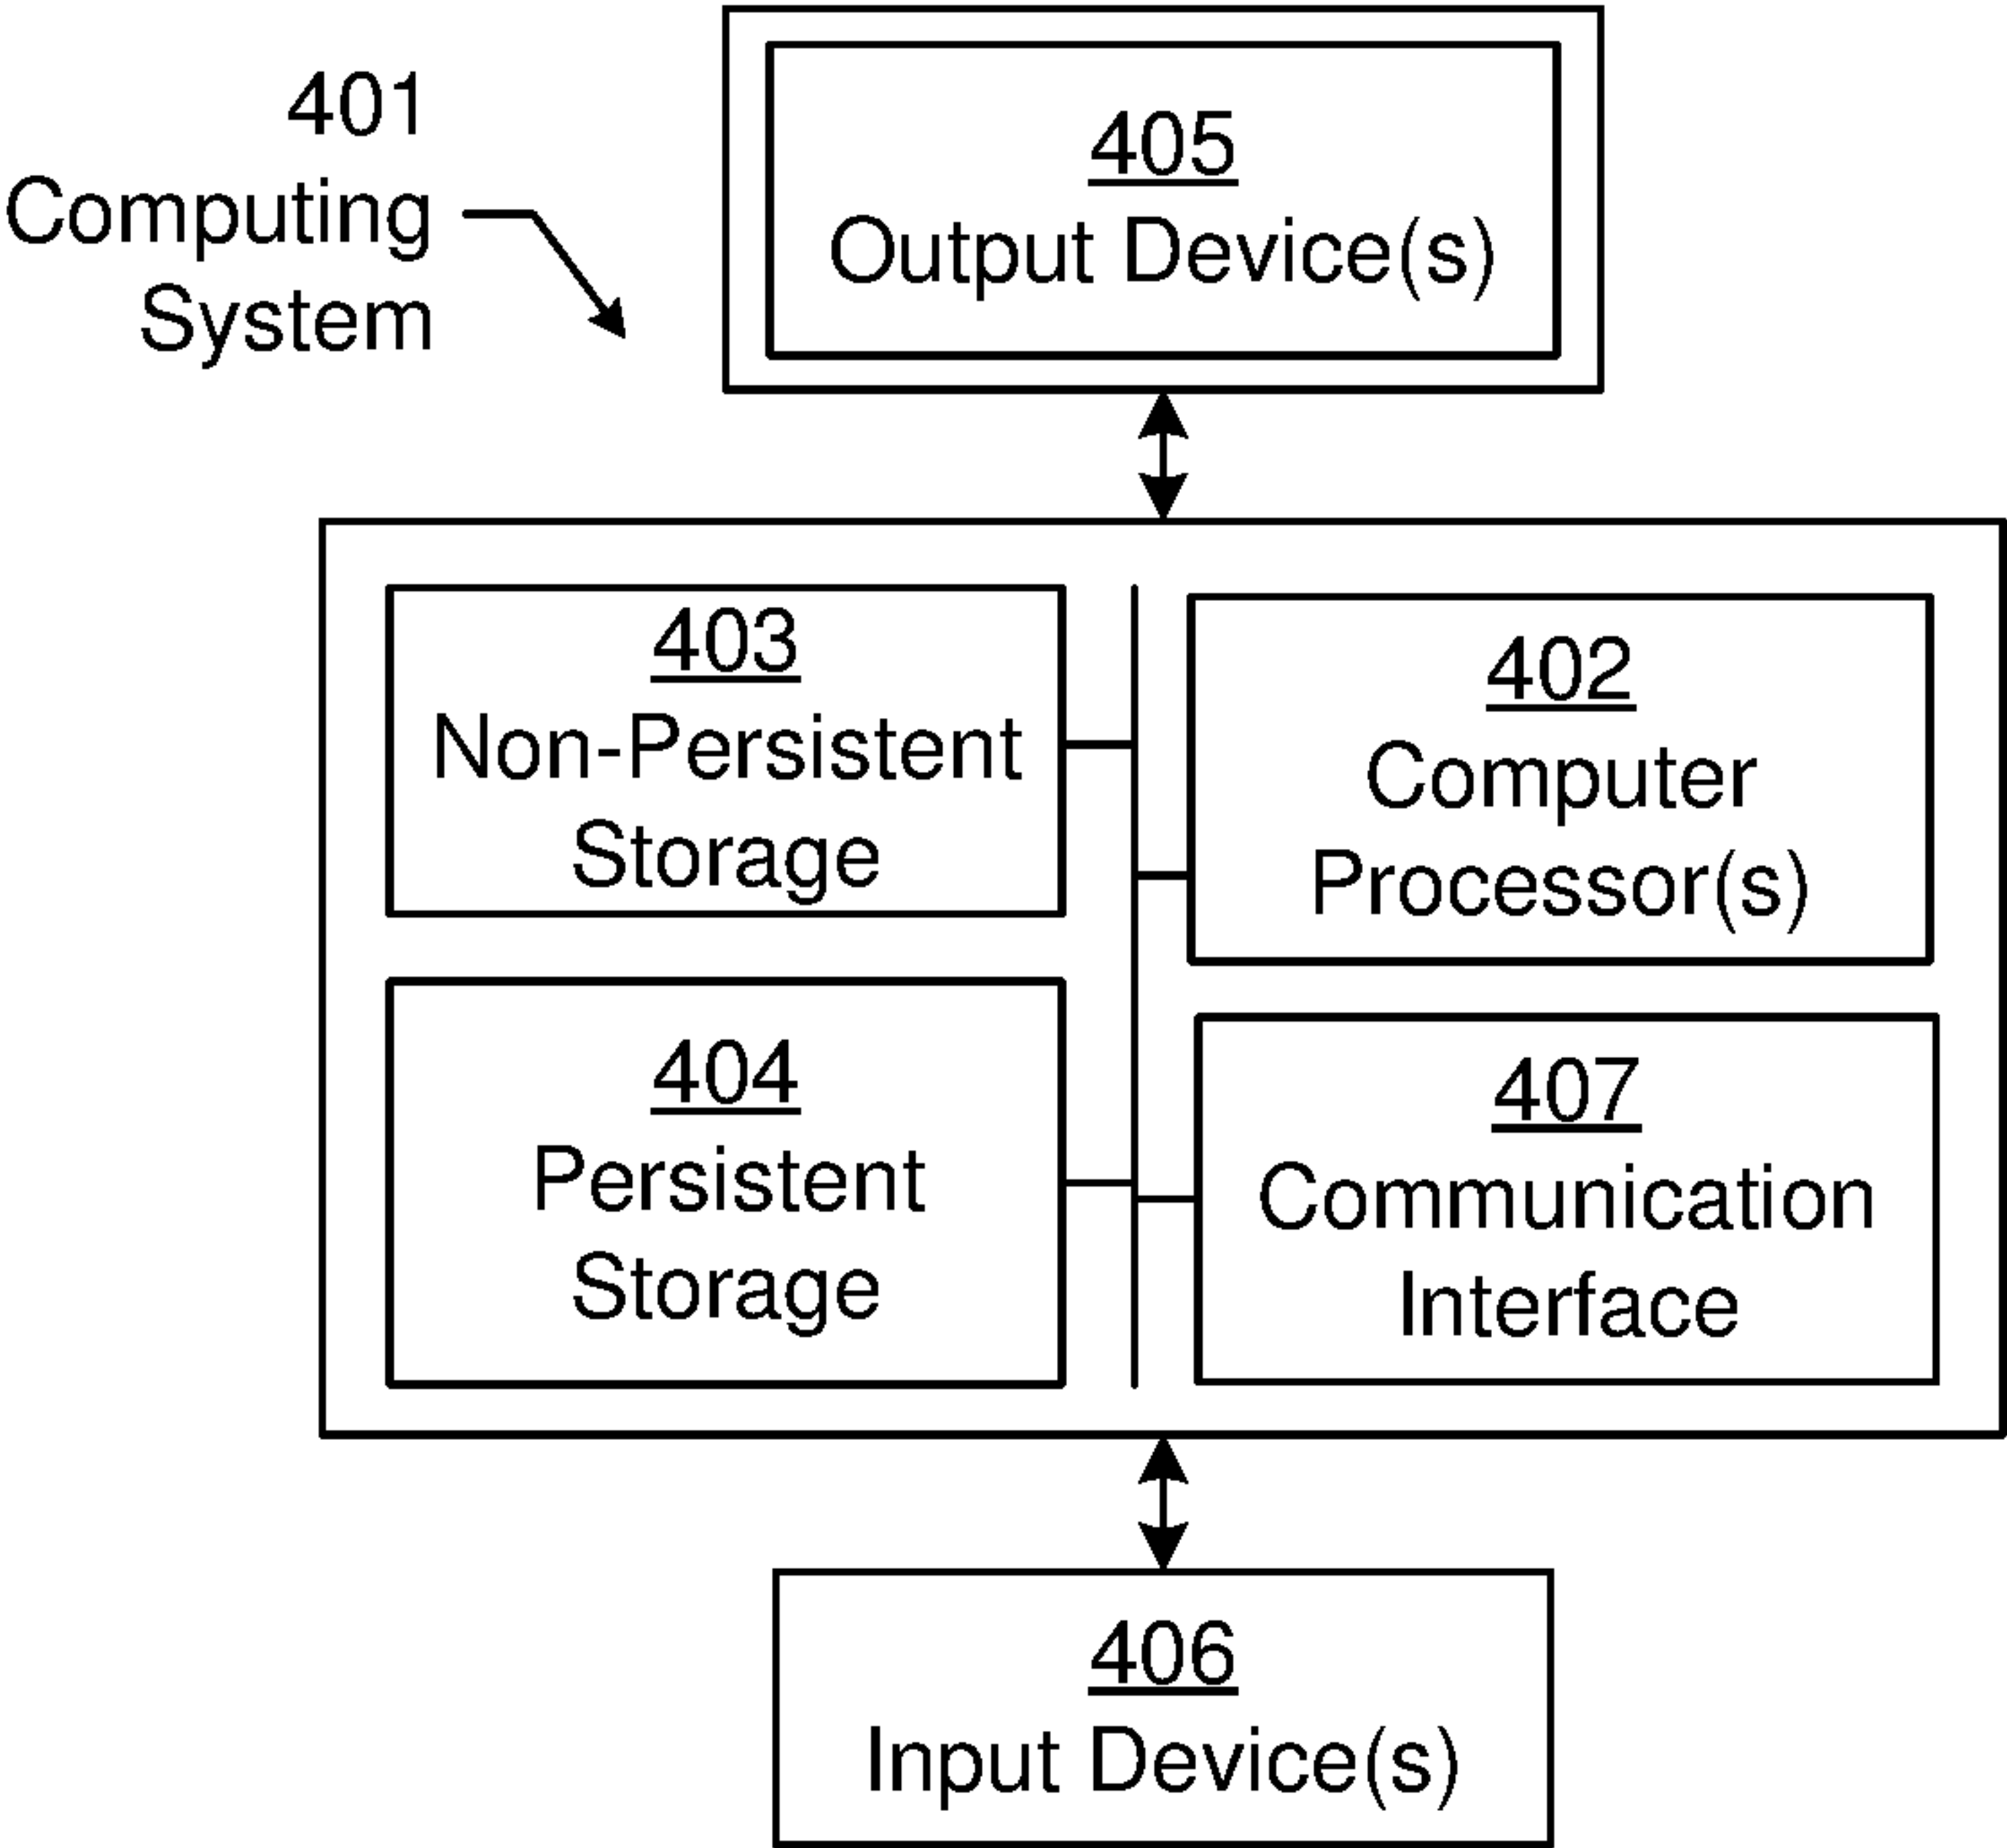 401
Computing
System
405
Output Device(s)
403
Non-Persistent
Storage
402
Computer
Processor(s)
404
Persistent
Storage
407
Communication
Interface
406
Input Device(s)